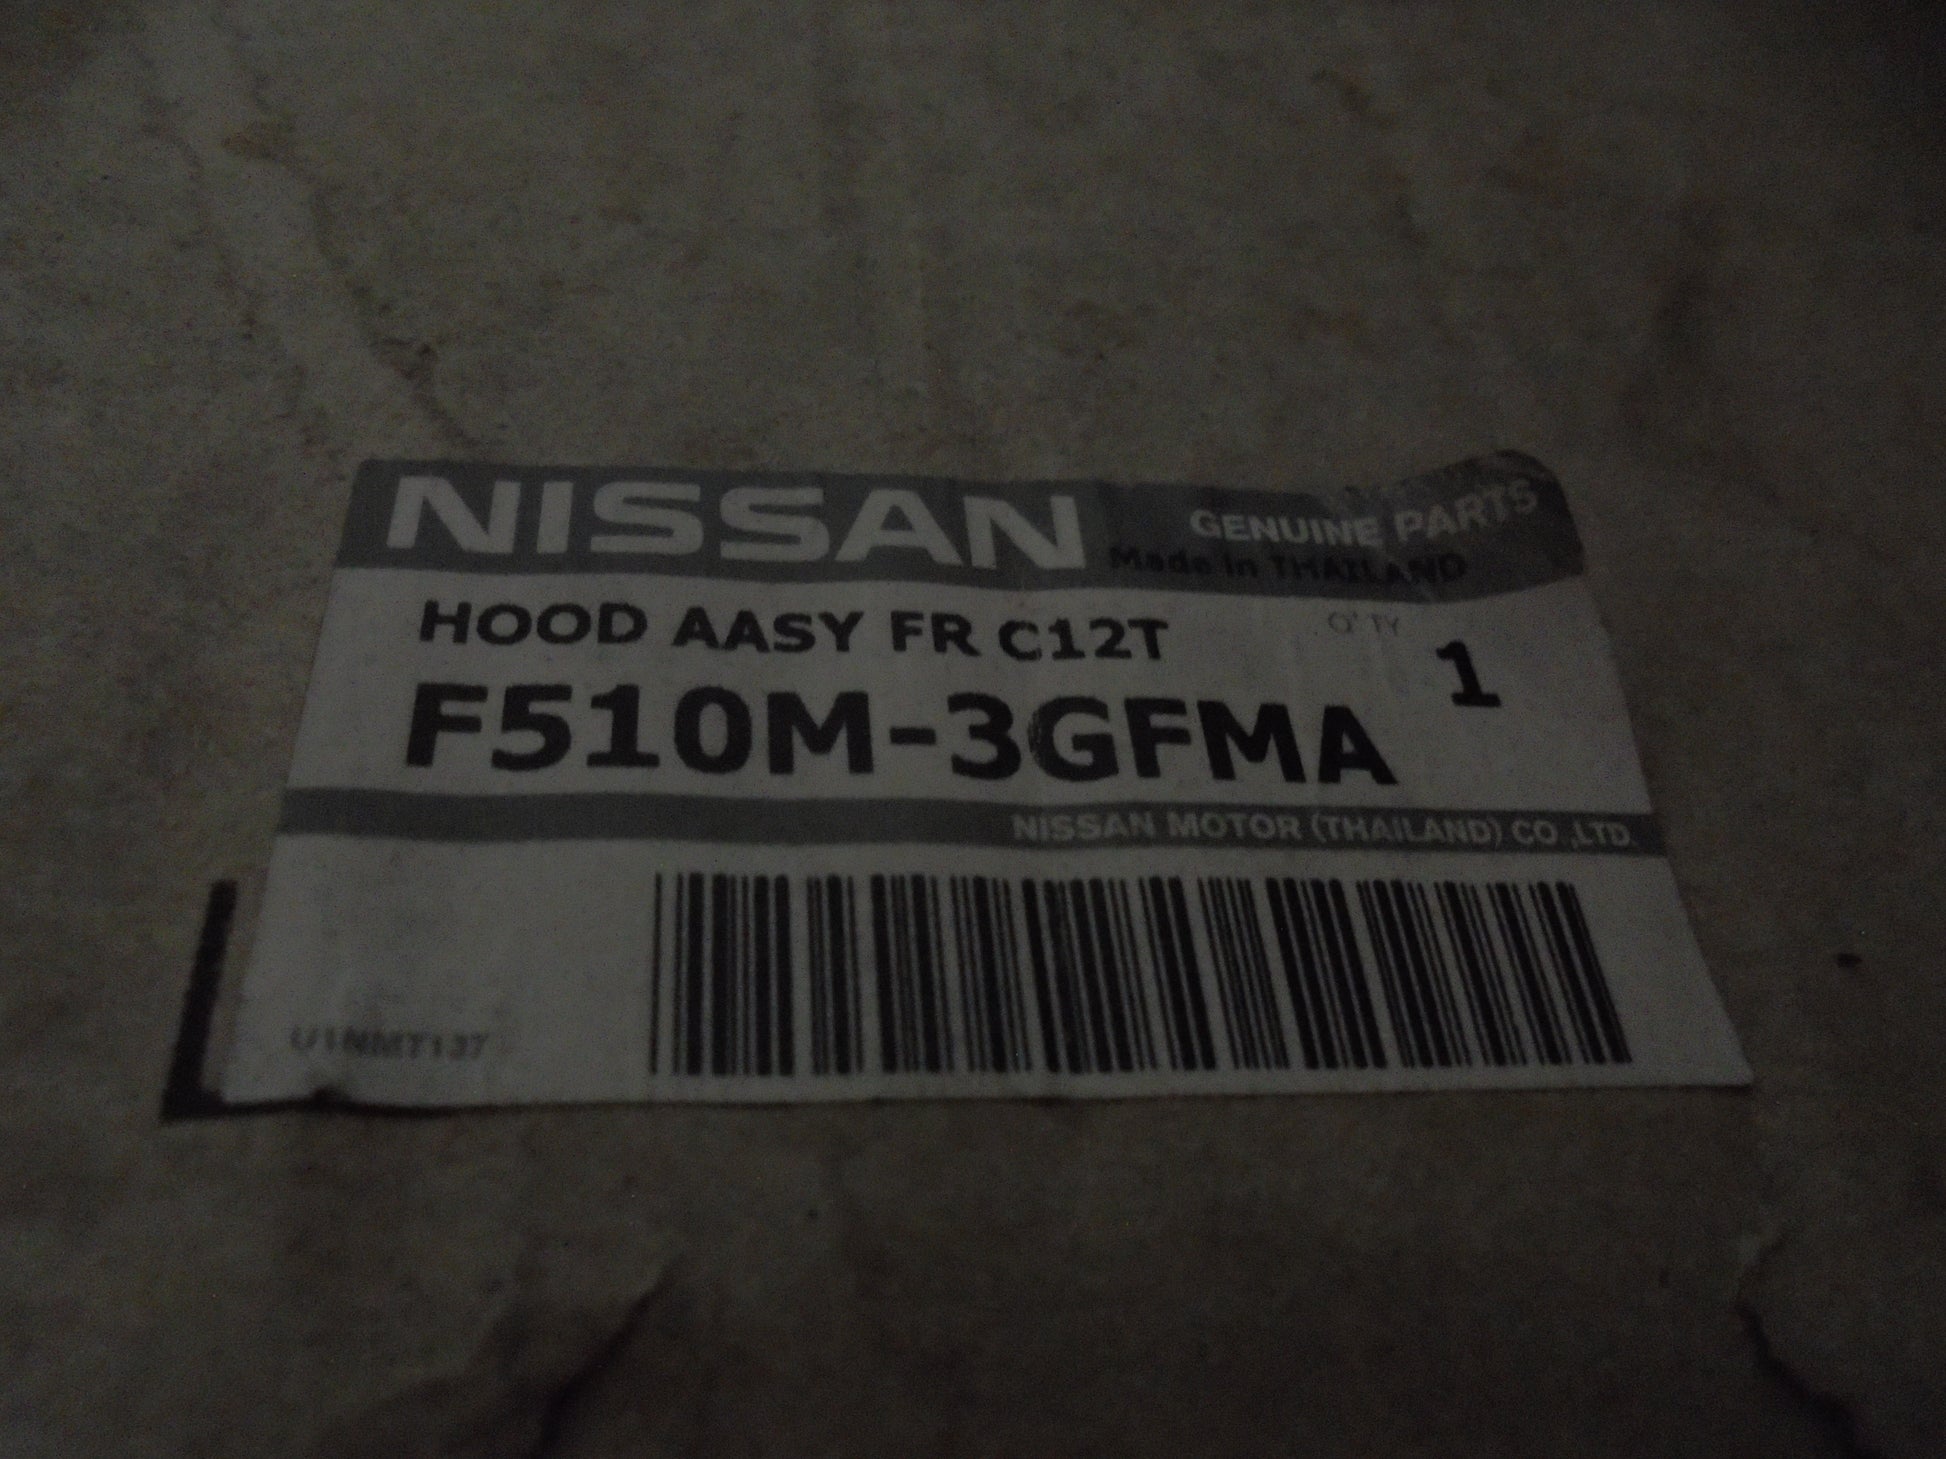 NISSAN
GENUINE PARTS
Made in THAILAND
HOOD AASY FR C12T
Q'TY 1
F510M-3GFMA
NISSAN MOTOR (THAILAND) CO.,LTD.
U1NMT137